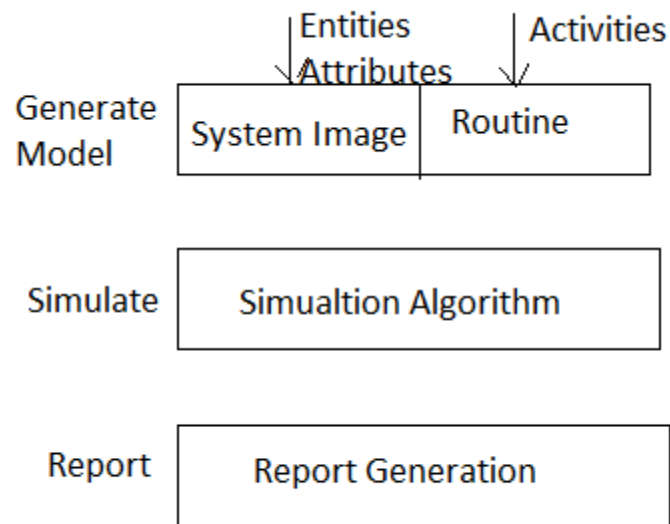 Entities
Attributes
Activities
Generate
Model
System Image
Routine
Simulate
Simualtion Algorithm
Report
Report Generation